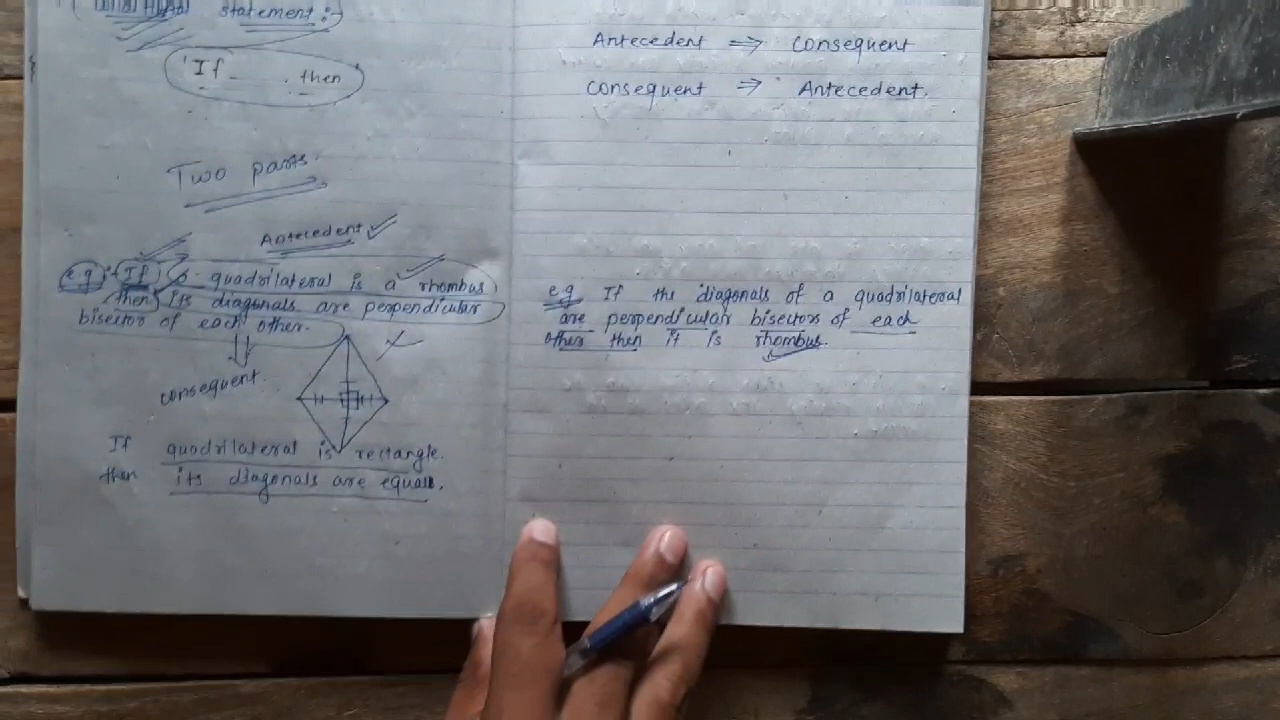 statement :-
'If - . then'
Two parts.
Antecedent
e.g :- If a quadrilateral is a rhombus
then its diagonals are perpendicular
bisector of each other.
consequent.
If quadrilateral is rectangle.
then its diagonals are equal.
Antecedent ⇒ consequent
consequent ⇒ Antecedent.
e.g If the diagonals of a quadrilateral
are perpendicular bisectors of each
other then it is rhombus.